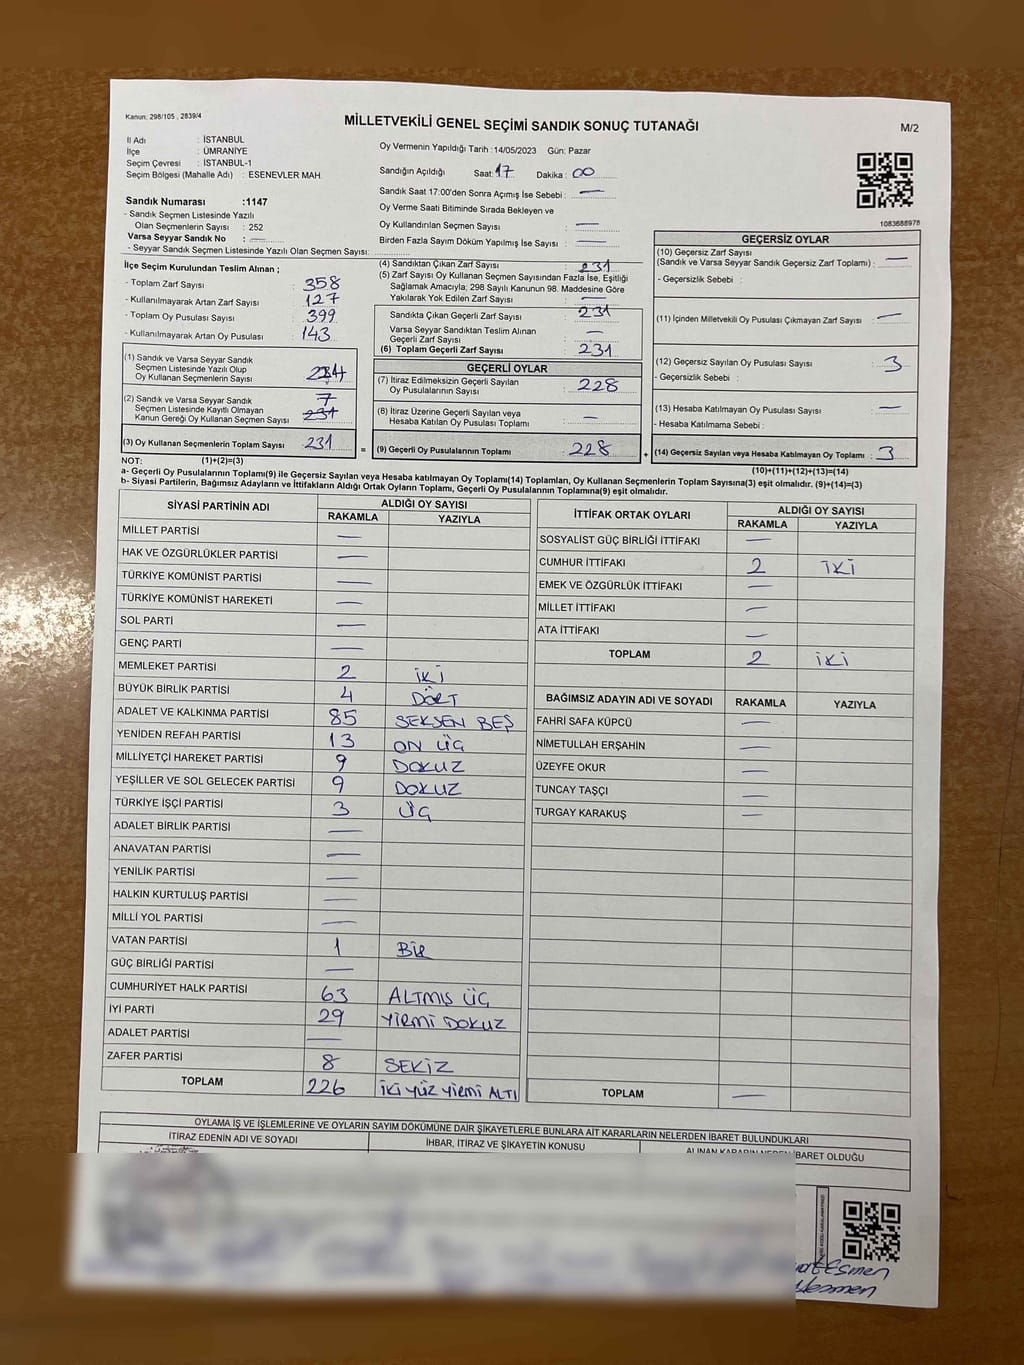 Kanun: 298/105 , 2839/4
MİLLETVEKİLİ GENEL SEÇİMİ SANDIK SONUÇ TUTANAĞI
M/2
İl Adı : İSTANBUL
İlçe : ÜMRANİYE
Seçim Çevresi : İSTANBUL-1
Seçim Bölgesi (Mahalle Adı) : ESENEVLER MAH.
Sandık Numarası :1147
- Sandık Seçmen Listesinde Yazılı
Olan Seçmenlerin Sayısı : 252
Varsa Seyyar Sandık No : —
- Seyyar Sandık Seçmen Listesinde Yazılı Olan Seçmen Sayısı:
Oy Vermenin Yapıldığı Tarih :14/05/2023 Gün: Pazar
Sandığın Açıldığı Saat: 17 Dakika : 00
Sandık Saat 17:00'den Sonra Açımış İse Sebebi : —
Oy Verme Saati Bitiminde Sırada Bekleyen ve
Oy Kullandırılan Seçmen Sayısı : —
Birden Fazla Sayım Döküm Yapılmış İse Sayısı : —
1083688978
İlçe Seçim Kurulundan Teslim Alınan ;
- Toplam Zarf Sayısı : 358
- Kullanılmayarak Artan Zarf Sayısı : 127
- Toplam Oy Pusulası Sayısı : 399
- Kullanılmayarak Artan Oy Pusulası : 143
(1) Sandık ve Varsa Seyyar Sandık
Seçmen Listesinde Yazılı Olup
Oy Kullanan Seçmenlerin Sayısı :
(2) Sandık ve Varsa Seyyar Sandık 7
Seçmen Listesinde Kayıtlı Olmayan
Kanun Gereği Oy Kullanan Seçmen Sayısı : 231
(3) Oy Kullanan Seçmenlerin Toplam Sayısı : 231
(4) Sandıktan Çıkan Zarf Sayısı : 231
(5) Zarf Sayısı Oy Kullanan Seçmen Sayısından Fazla İse, Eşitliği
Sağlamak Amacıyla; 298 Sayılı Kanunun 98. Maddesine Göre
Yakılarak Yok Edilen Zarf Sayısı : —
Sandıkta Çıkan Geçerli Zarf Sayısı : 231
Varsa Seyyar Sandıktan Teslim Alınan
Geçerli Zarf Sayısı : —
(6) Toplam Geçerli Zarf Sayısı : 231
GEÇERLİ OYLAR
(7) İtiraz Edilmeksizin Geçerli Sayılan
Oy Pusulalarının Sayısı : 228
(8) İtiraz Üzerine Geçerli Sayılan veya
Hesaba Katılan Oy Pusulası Toplamı : —
= (9) Geçerli Oy Pusulalarının Toplamı : 228
GEÇERSİZ OYLAR
(10) Geçersiz Zarf Sayısı
(Sandık ve Varsa Seyyar Sandık Geçersiz Zarf Toplamı) : —
- Geçersizlik Sebebi :
(11) İçinden Milletvekili Oy Pusulası Çıkmayan Zarf Sayısı : —
(12) Geçersiz Sayılan Oy Pusulası Sayısı : 3
- Geçersizlik Sebebi :
(13) Hesaba Katılmayan Oy Pusulası Sayısı : —
- Hesaba Katılmama Sebebi :
+ (14) Geçersiz Sayılan veya Hesaba Katılmayan Oy Toplamı : 3
NOT: (1)+(2)=(3)
(10)+(11)+(12)+(13)=(14)
a- Geçerli Oy Pusulalarının Toplamı(9) ile Geçersiz Sayılan veya Hesaba katılmayan Oy Toplamı(14) Toplamları, Oy Kullanan Seçmenlerin Toplam Sayısına(3) eşit olmalıdır. (9)+(14)=(3)
b- Siyasi Partilerin, Bağımsız Adayların ve İttifakların Aldığı Ortak Oyların Toplamı, Geçerli Oy Pusulalarının Toplamına(9) eşit olmalıdır.
SİYASİ PARTİNİN ADI ALDIĞI OY SAYISI
RAKAMLA YAZIYLA
MİLLET PARTİSİ —
HAK VE ÖZGÜRLÜKLER PARTİSİ —
TÜRKİYE KOMÜNİST PARTİSİ —
TÜRKİYE KOMÜNİST HAREKETİ —
SOL PARTİ —
GENÇ PARTİ —
MEMLEKET PARTİSİ 2 İKİ
BÜYÜK BİRLİK PARTİSİ 4 DÖRT
ADALET VE KALKINMA PARTİSİ 85 SEKSEN BEŞ
YENİDEN REFAH PARTİSİ 13 ON ÜÇ
MİLLİYETÇİ HAREKET PARTİSİ 9 DOKUZ
YEŞİLLER VE SOL GELECEK PARTİSİ 9 DOKUZ
TÜRKİYE İŞÇİ PARTİSİ 3 ÜÇ
ADALET BİRLİK PARTİSİ —
ANAVATAN PARTİSİ —
YENİLİK PARTİSİ —
HALKIN KURTULUŞ PARTİSİ —
MİLLİ YOL PARTİSİ —
VATAN PARTİSİ 1 BİR
GÜÇ BİRLİĞİ PARTİSİ —
CUMHURİYET HALK PARTİSİ 63 ALTMIŞ ÜÇ
İYİ PARTİ 29 YİRMİ DOKUZ
ADALET PARTİSİ —
ZAFER PARTİSİ 8 SEKİZ
TOPLAM 226 İKİ YÜZ YİRMİ ALTI
İTTİFAK ORTAK OYLARI ALDIĞI OY SAYISI
RAKAMLA YAZIYLA
SOSYALİST GÜÇ BİRLİĞİ İTTİFAKI —
CUMHUR İTTİFAKI 2 İKİ
EMEK VE ÖZGÜRLÜK İTTİFAKI —
MİLLET İTTİFAKI —
ATA İTTİFAKI —
TOPLAM 2 İKİ
BAĞIMSIZ ADAYIN ADI VE SOYADI RAKAMLA YAZIYLA
FAHRİ SAFA KÜPCÜ —
NİMETULLAH ERŞAHİN —
ÜZEYFE OKUR —
TUNCAY TAŞÇI —
TURGAY KARAKUŞ —
TOPLAM —
OYLAMA İŞ VE İŞLEMLERİNE VE OYLARIN SAYIM DÖKÜMÜNE DAİR ŞİKAYETLERLE BUNLARA AİT KARARLARIN NELERDEN İBARET BULUNDUKLARI
İTİRAZ EDENİN ADI VE SOYADI İHBAR, İTİRAZ VE ŞİKAYETİN KONUSU ALINAN KARARIN NEDEN İBARET OLDUĞU